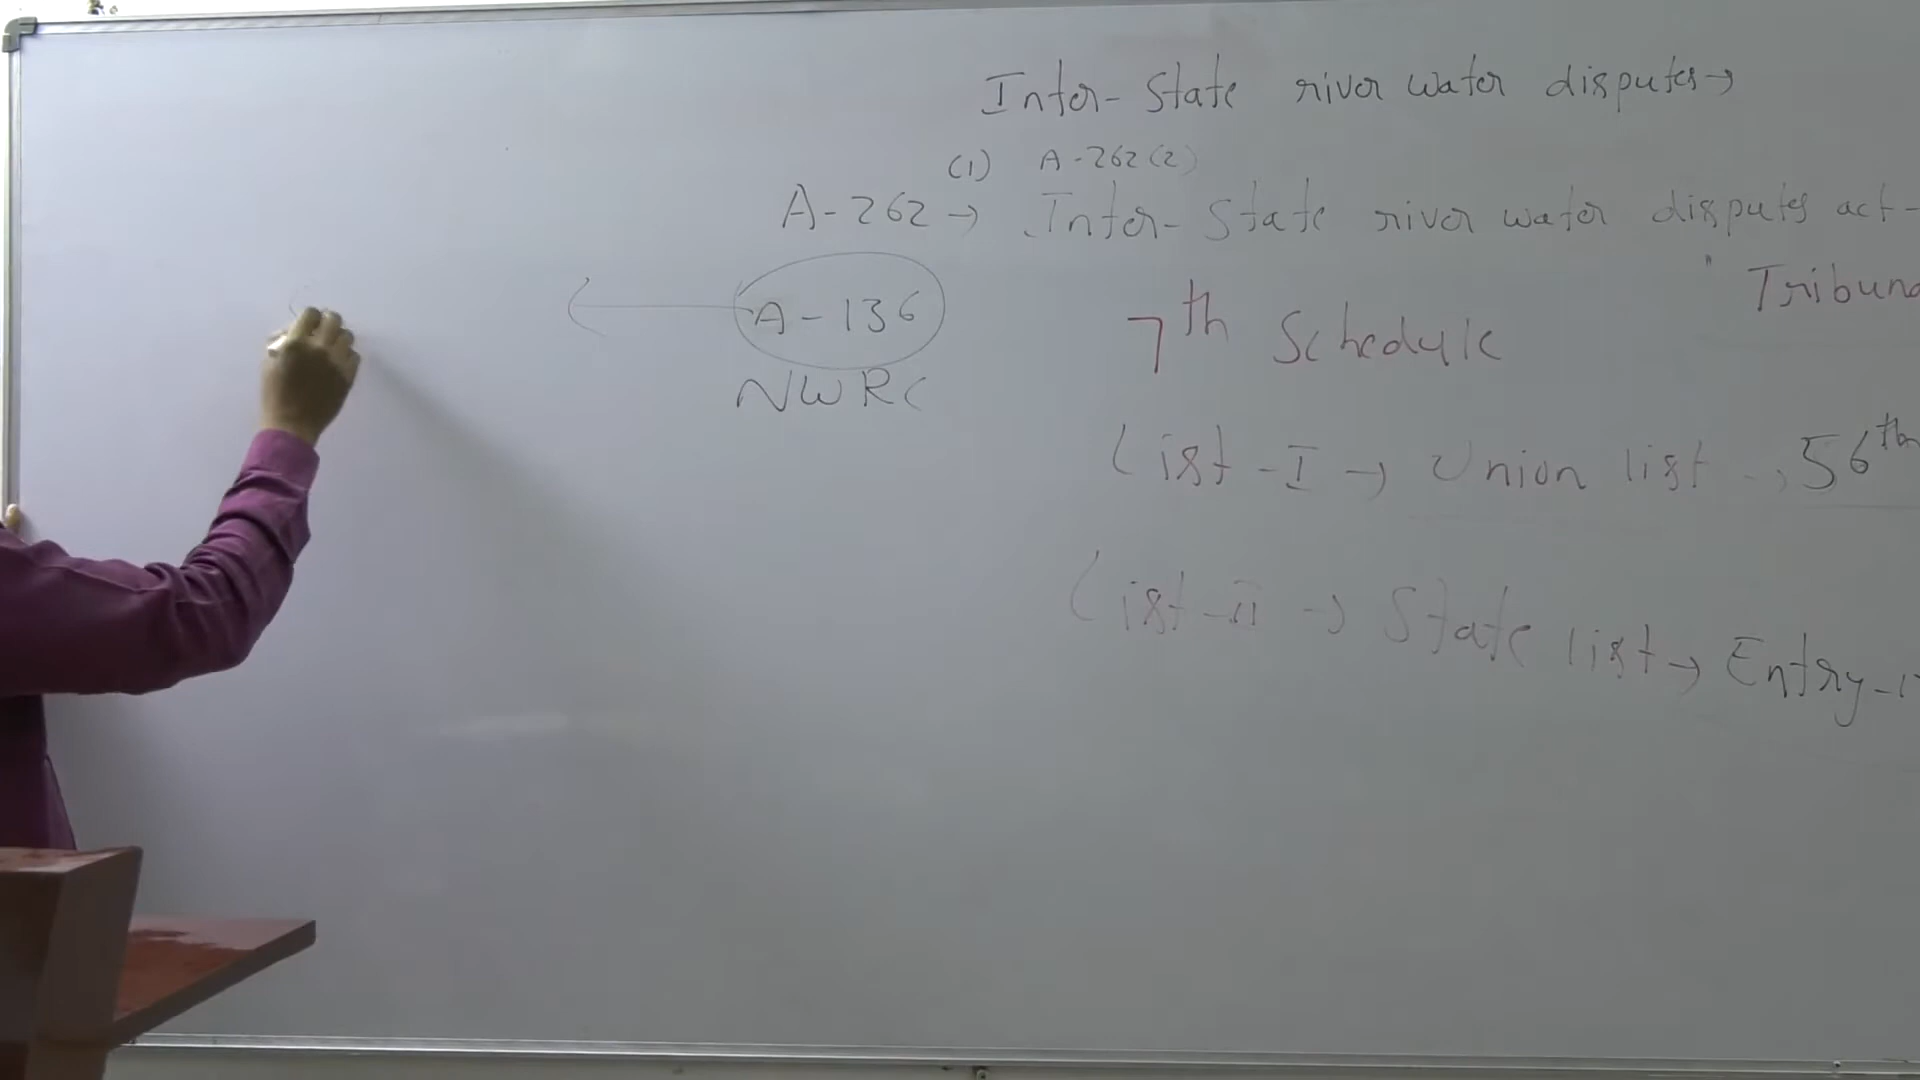 Inter-State river water disputes→
(1) A-262(2)
A-262 → Inter-State river water disputes act-
" Tribuna
A-136
7th Schedule
NWRC
List-I → Union list → 56th
List-II → State list → Entry-17